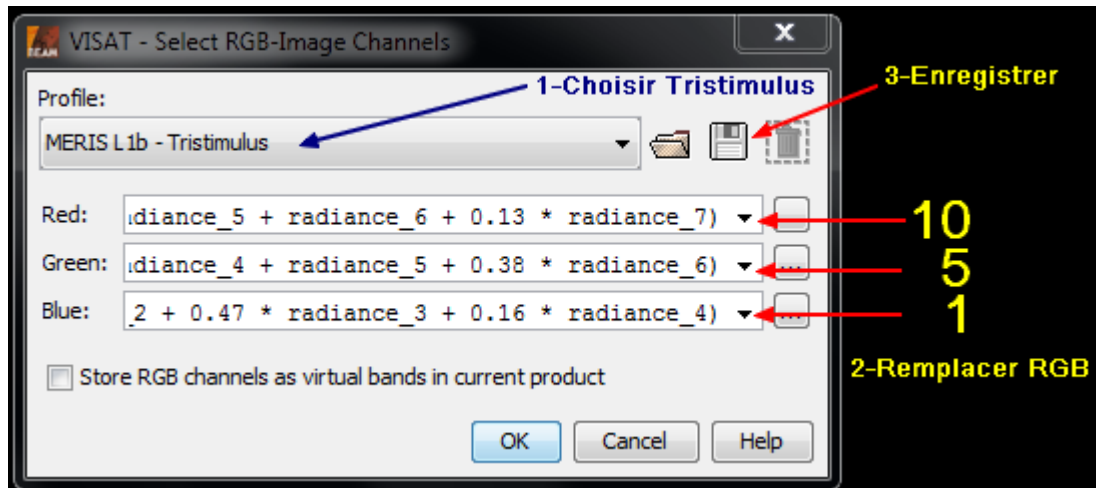 VISAT - Select RGB-Image Channels
x
1-Choisir Tristimulus
3-Enregistrer
Profile:
MERIS L1b - Tristimulus
Red: diance_5 + radiance_6 + 0.13 * radiance_7) ... 10
Green: diance_4 + radiance_5 + 0.38 * radiance_6) ... 5
Blue: _2 + 0.47 * radiance_3 + 0.16 * radiance_4) ... 1
2-Remplacer RGB
Store RGB channels as virtual bands in current product
OK Cancel Help